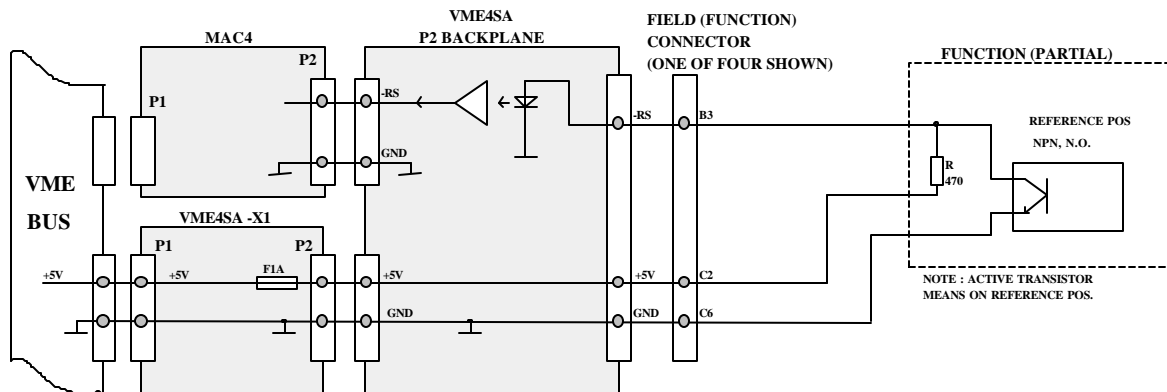 VME4SA
P2 BACKPLANE
FIELD (FUNCTION)
CONNECTOR
(ONE OF FOUR SHOWN)
MAC4
FUNCTION (PARTIAL)
P2
P1
-RS
-RS
B3
REFERENCE POS
NPN, N.O.
GND
R
470
VME
BUS
VME4SA -X1
P1
P2
+5V
+5V
F1A
+5V
+5V
C2
NOTE : ACTIVE TRANSISTOR
MEANS ON REFERENCE POS.
GND
GND
C6